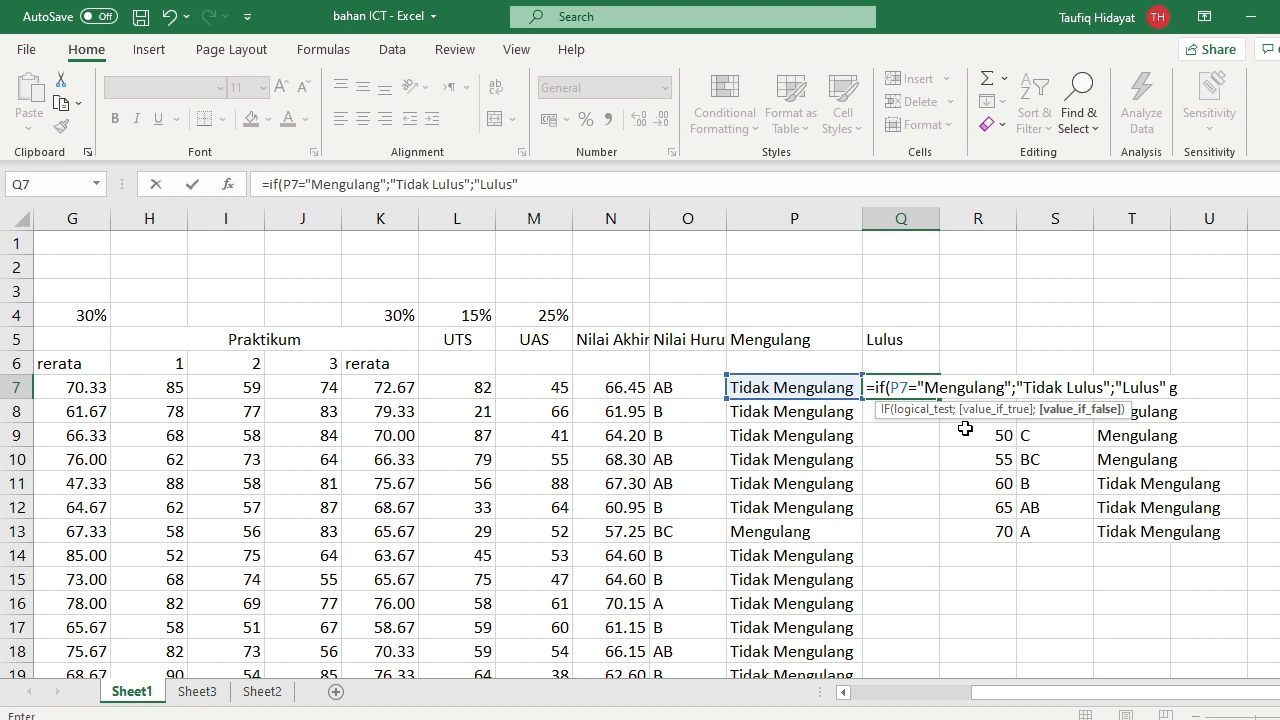 AutoSave Off bahan ICT - Excel Search Taufiq Hidayat TH
File Home Insert Page Layout Formulas Data Review View Help Share
Paste 11 General Conditional Formatting Format as Table Cell Styles Insert Delete Format Sort & Filter Find & Select Analyze Data Sensitivity
Clipboard Font Alignment Number Styles Cells Editing Analysis Sensitivity
Q7 =if(P7="Mengulang";"Tidak Lulus";"Lulus"
G H I J K L M N O P Q R S T U
1
2
3
4 30% 30% 15% 25%
5 Praktikum UTS UAS Nilai Akhir Nilai Huru Mengulang Lulus
6 rerata 1 2 3 rerata
7 70.33 85 59 74 72.67 82 45 66.45 AB Tidak Mengulang =if(P7="Mengulang";"Tidak Lulus";"Lulus" g
8 61.67 78 77 83 79.33 21 66 61.95 B Tidak Mengulang IF(logical_test; [value_if_true]; [value_if_false]) gulang
9 66.33 68 58 84 70.00 87 41 64.20 B Tidak Mengulang 50 C Mengulang
10 76.00 62 73 64 66.33 79 55 68.30 AB Tidak Mengulang 55 BC Mengulang
11 47.33 88 58 81 75.67 56 88 67.30 AB Tidak Mengulang 60 B Tidak Mengulang
12 64.67 62 57 87 68.67 33 64 60.95 B Tidak Mengulang 65 AB Tidak Mengulang
13 67.33 58 56 83 65.67 29 52 57.25 BC Mengulang 70 A Tidak Mengulang
14 85.00 52 75 64 63.67 45 53 64.60 B Tidak Mengulang
15 73.00 68 74 55 65.67 75 47 64.60 B Tidak Mengulang
16 78.00 82 69 77 76.00 58 61 70.15 A Tidak Mengulang
17 65.67 58 51 67 58.67 59 60 61.15 B Tidak Mengulang
18 75.67 82 73 56 70.33 59 54 66.15 AB Tidak Mengulang
19 68.67 90 54 85 76.33 64 38 62.60 B Tidak Mengulang
Sheet1 Sheet3 Sheet2
Enter